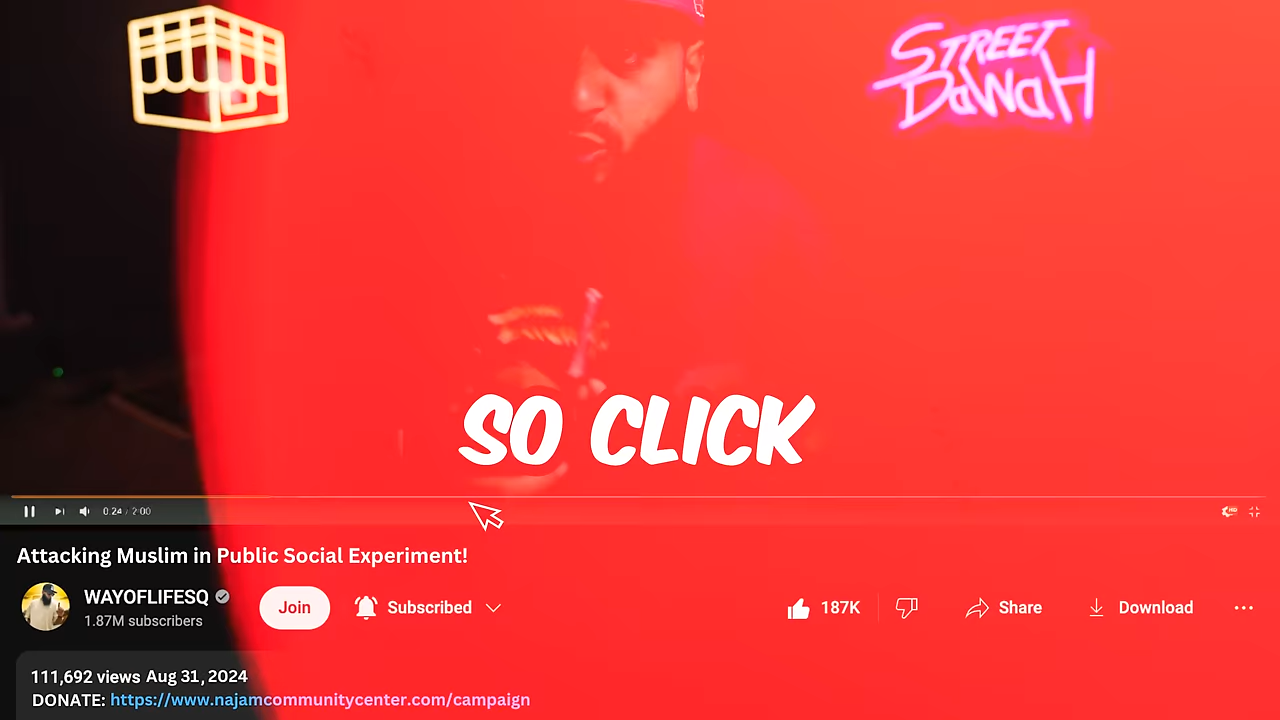 STREET
DaWaH
SO CLICK
0:24 / 2:00
HD
Attacking Muslim in Public Social Experiment!
WAYOFLIFESQ
1.87M subscribers
Join
Subscribed
187K
Share
Download
111,692 views Aug 31, 2024
DONATE: https://www.najamcommunitycenter.com/campaign